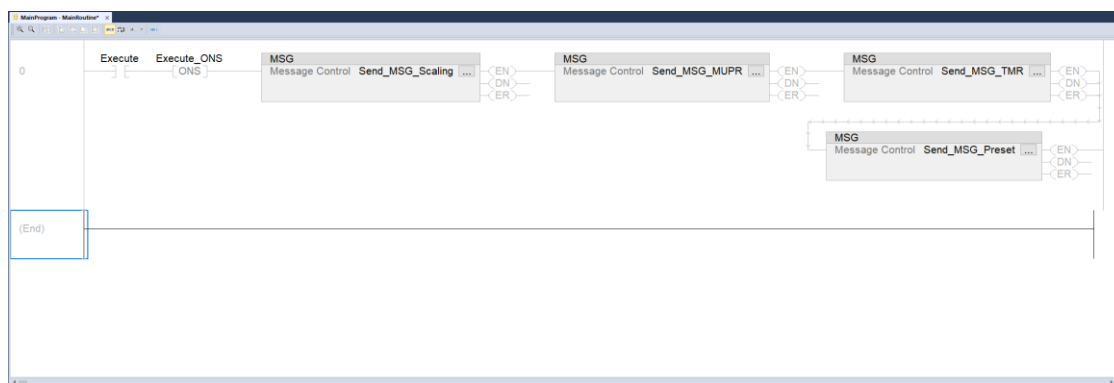 MainProgram - MainRoutine*
0
Execute
Execute_ONS
ONS
MSG
Message Control Send_MSG_Scaling ...
EN
DN
ER
MSG
Message Control Send_MSG_MUPR ...
EN
DN
ER
MSG
Message Control Send_MSG_TMR ...
EN
DN
ER
MSG
Message Control Send_MSG_Preset ...
EN
DN
ER
(End)